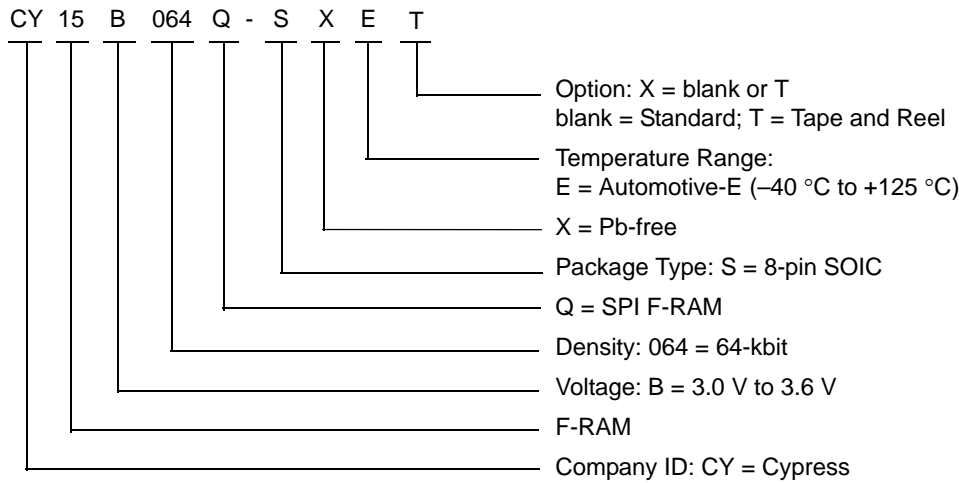 CY 15 B 064 Q - S X E T
Option: X = blank or T
blank = Standard; T = Tape and Reel
Temperature Range:
E = Automotive-E (–40 °C to +125 °C)
X = Pb-free
Package Type: S = 8-pin SOIC
Q = SPI F-RAM
Density: 064 = 64-kbit
Voltage: B = 3.0 V to 3.6 V
F-RAM
Company ID: CY = Cypress